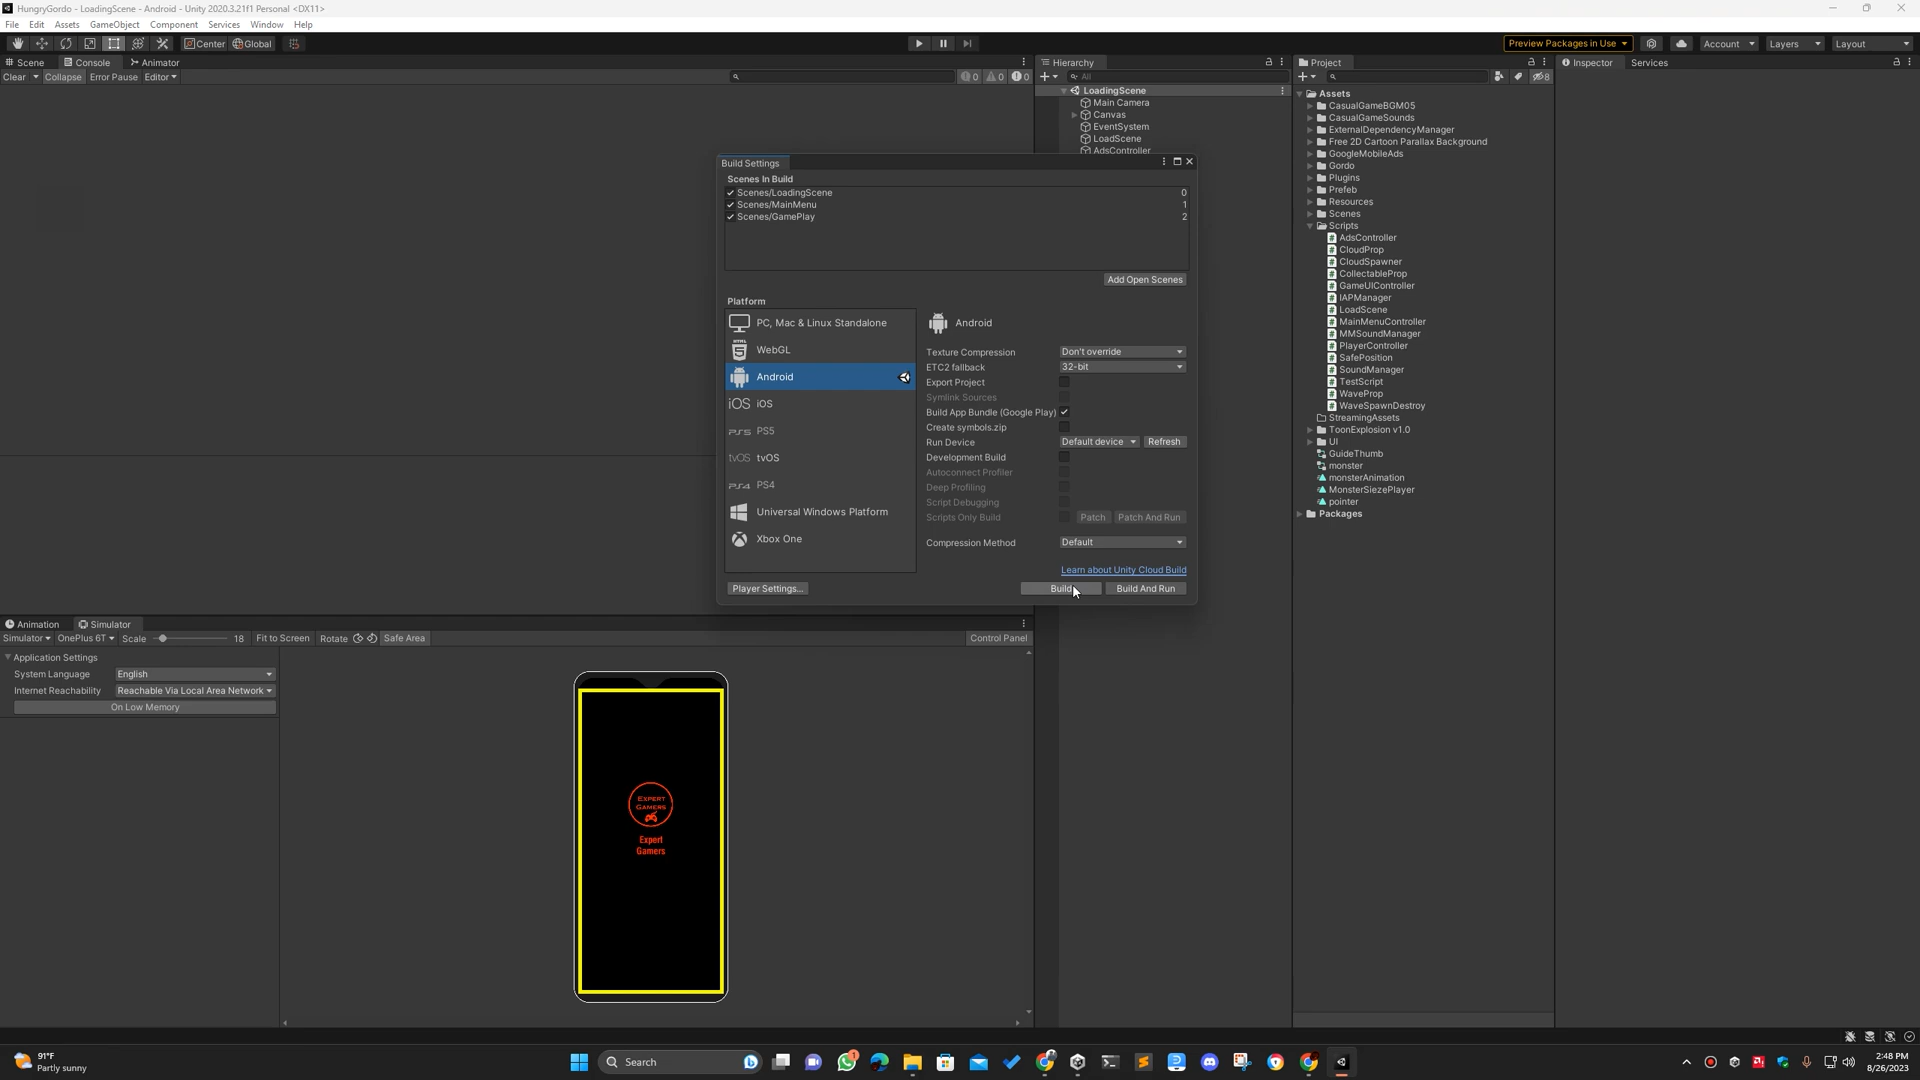 HungryGordo - LoadingScene - Android - Unity 2020.3.21f1 Personal <DX11>
File Edit Assets GameObject Component Services Window Help
Center Global
Preview Packages in Use Account Layers Layout
Scene Console Animator
Clear Collapse Error Pause Editor
0 0 0
Hierarchy
All
LoadingScene
Main Camera
Canvas
EventSystem
LoadScene
AdsController
Project
8
Assets
CasualGameBGM05
CasualGameSounds
ExternalDependencyManager
Free 2D Cartoon Parallax Background
GoogleMobileAds
Gordo
Plugins
Prefeb
Resources
Scenes
Scripts
AdsController
CloudProp
CloudSpawner
CollectableProp
GameUIController
IAPManager
LoadScene
MainMenuController
MMSoundManager
PlayerController
SafePosition
SoundManager
TestScript
WaveProp
WaveSpawnDestroy
StreamingAssets
ToonExplosion v1.0
UI
GuideThumb
monster
monsterAnimation
MonsterSiezePlayer
pointer
Packages
Inspector Services
Build Settings
Scenes In Build
Scenes/LoadingScene 0
Scenes/MainMenu 1
Scenes/GamePlay 2
Add Open Scenes
Platform
PC, Mac & Linux Standalone
HTML
WebGL
Android
iOS iOS
PS5 PS5
tvOS tvOS
PS4 PS4
Universal Windows Platform
Xbox One
Android
Texture Compression Don't override
ETC2 fallback 32-bit
Export Project
Symlink Sources
Build App Bundle (Google Play)
Create symbols.zip
Run Device Default device Refresh
Development Build
Autoconnect Profiler
Deep Profiling
Script Debugging
Scripts Only Build Patch Patch And Run
Compression Method Default
Learn about Unity Cloud Build
Player Settings... Build Build And Run
Animation Simulator
Simulator OnePlus 6T Scale 18 Fit to Screen Rotate Safe Area Control Panel
Application Settings
System Language English
Internet Reachability Reachable Via Local Area Network
On Low Memory
EXPERT
GAMERS
Expert
Gamers
91°F
Partly sunny
Search
1
2:48 PM
8/26/2023